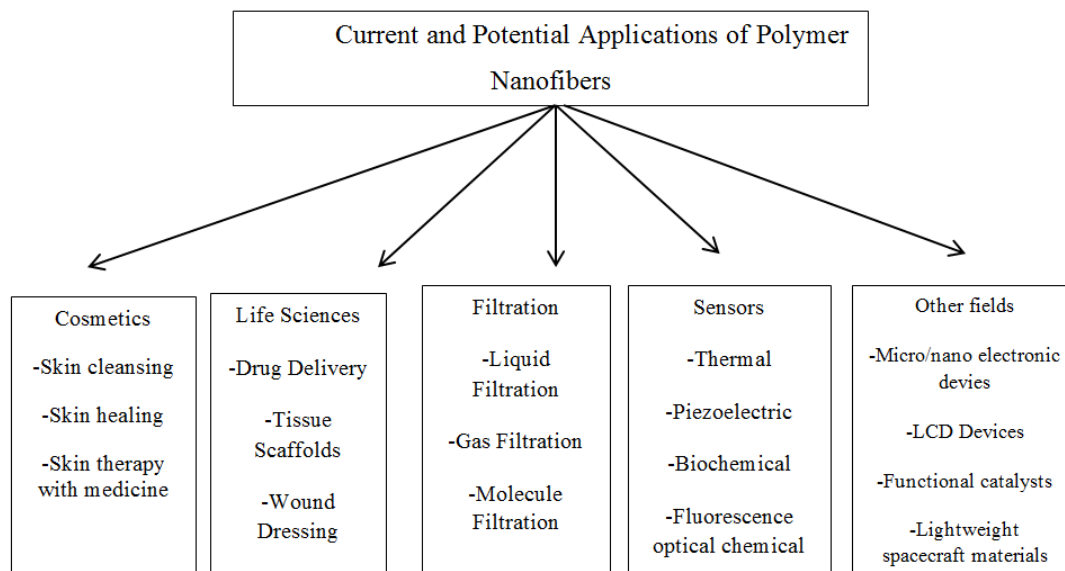 Current and Potential Applications of Polymer
Nanofibers
Cosmetics
-Skin cleansing
-Skin healing
-Skin therapy
with medicine
Life Sciences
-Drug Delivery
-Tissue
Scaffolds
-Wound
Dressing
Filtration
-Liquid
Filtration
-Gas Filtration
-Molecule
Filtration
Sensors
-Thermal
-Piezoelectric
-Biochemical
-Fluorescence
optical chemical
Other fields
-Micro/nano electronic
devies
-LCD Devices
-Functional catalysts
-Lightweight
spacecraft materials